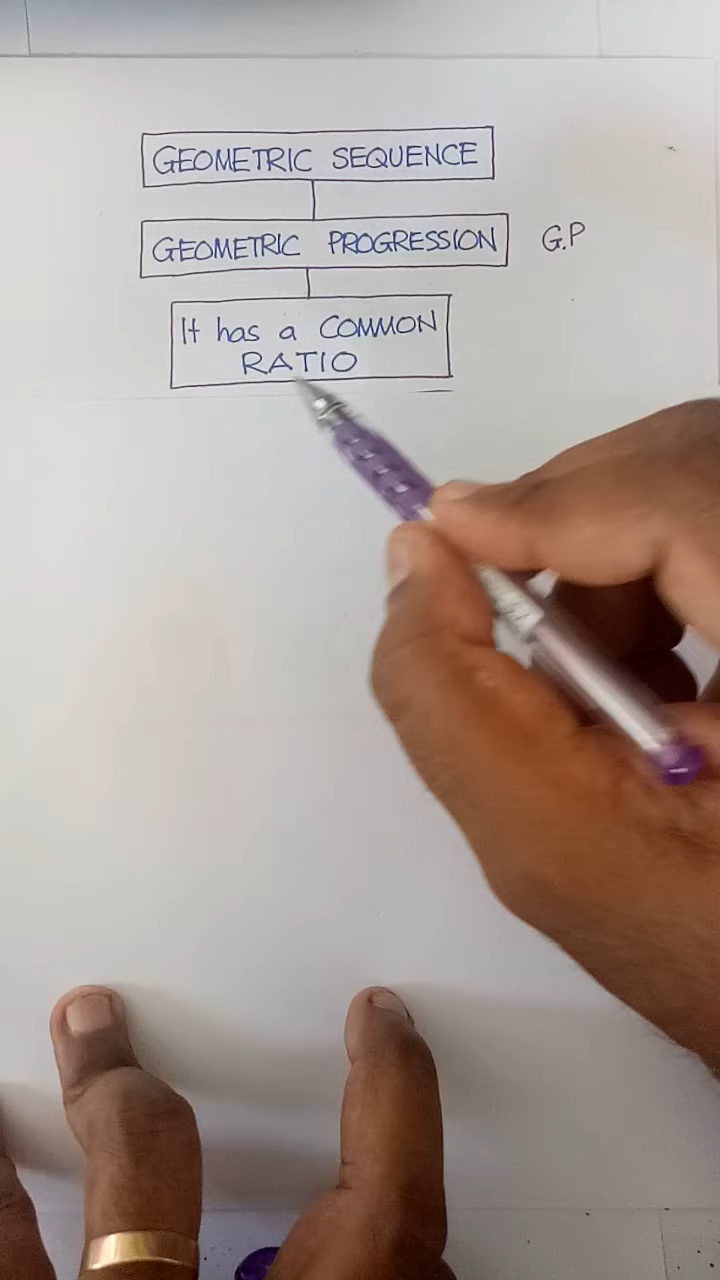 GEOMETRIC SEQUENCE
GEOMETRIC PROGRESSION G.P
It has a COMMON
RATIO